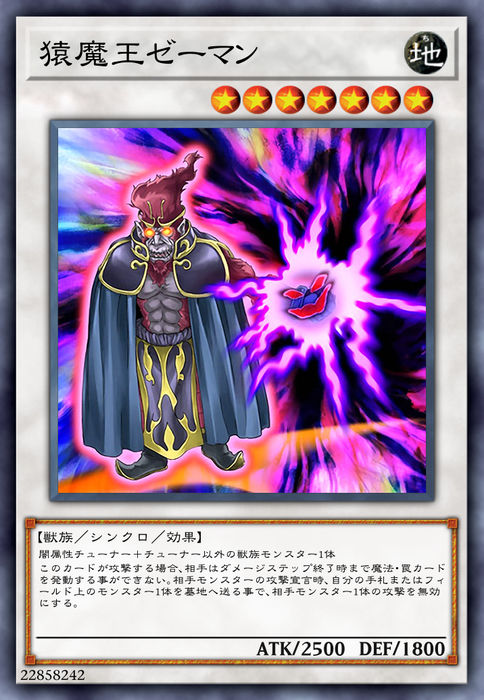 猿魔王ゼーマン
ち
地
【獣族／シンクロ／効果】
闇属性チューナー＋チューナー以外の獣族モンスター1体
このカードが攻撃する場合、相手はダメージステップ終了時まで魔法・罠カード
を発動する事ができない。相手モンスターの攻撃宣言時、自分の手札またはフィ
ールド上のモンスター1体を墓地へ送る事で、相手モンスター1体の攻撃を無効
にする。
ATK/2500 DEF/1800
22858242